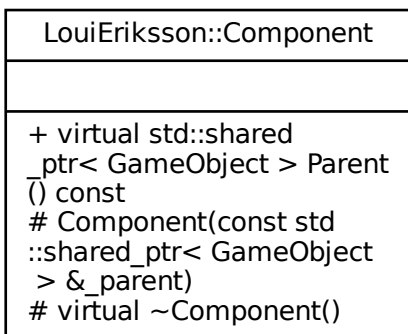 LouiEriksson::Component
+ virtual std::shared
_ptr< GameObject > Parent
() const
# Component(const std
::shared_ptr< GameObject
 > &_parent)
# virtual ~Component()